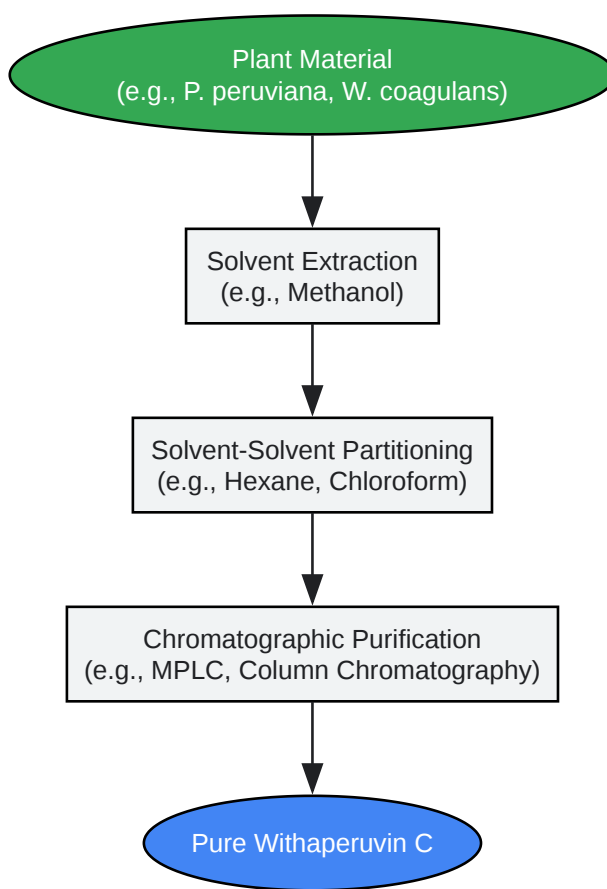 Plant Material
(e.g., P. peruviana, W. coagulans)
Solvent Extraction
(e.g., Methanol)
Solvent-Solvent Partitioning
(e.g., Hexane, Chloroform)
Chromatographic Purification
(e.g., MPLC, Column Chromatography)
Pure Withaperuvin C